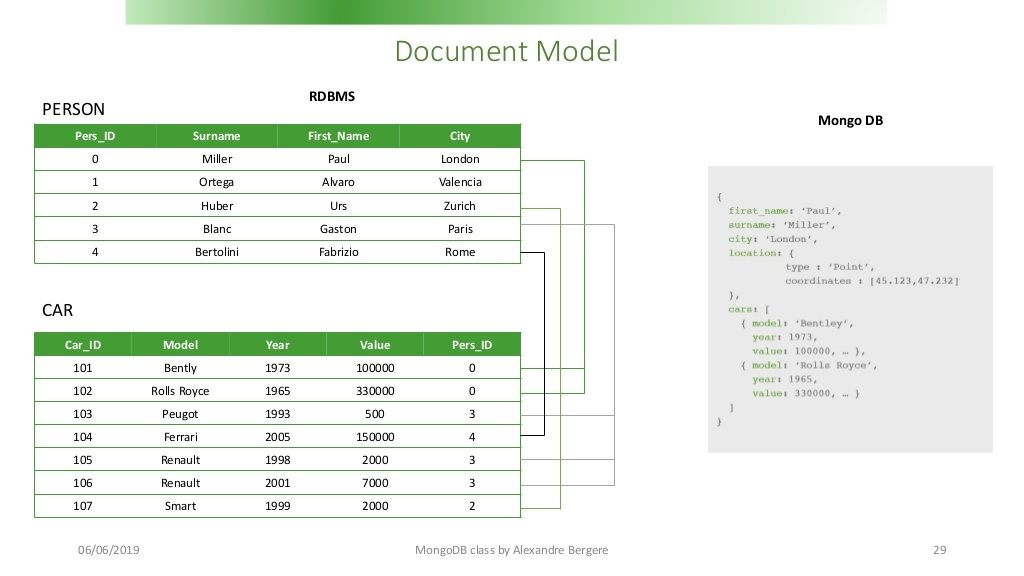 Document Model
RDBMS
PERSON
Pers_ID Surname First_Name City
0 Miller Paul London
1 Ortega Alvaro Valencia
2 Huber Urs Zurich
3 Blanc Gaston Paris
4 Bertolini Fabrizio Rome
CAR
Car_ID Model Year Value Pers_ID
101 Bently 1973 100000 0
102 Rolls Royce 1965 330000 0
103 Peugot 1993 500 3
104 Ferrari 2005 150000 4
105 Renault 1998 2000 3
106 Renault 2001 7000 3
107 Smart 1999 2000 2
Mongo DB
{
first_name: ‘Paul’,
surname: ‘Miller’,
city: ‘London’,
location: {
type : ‘Point’,
coordinates : [45.123,47.232]
},
cars: [
{ model: ‘Bentley’,
year: 1973,
value: 100000, … },
{ model: ‘Rolls Royce’,
year: 1965,
value: 330000, … }
]
}
06/06/2019
MongoDB class by Alexandre Bergere
29